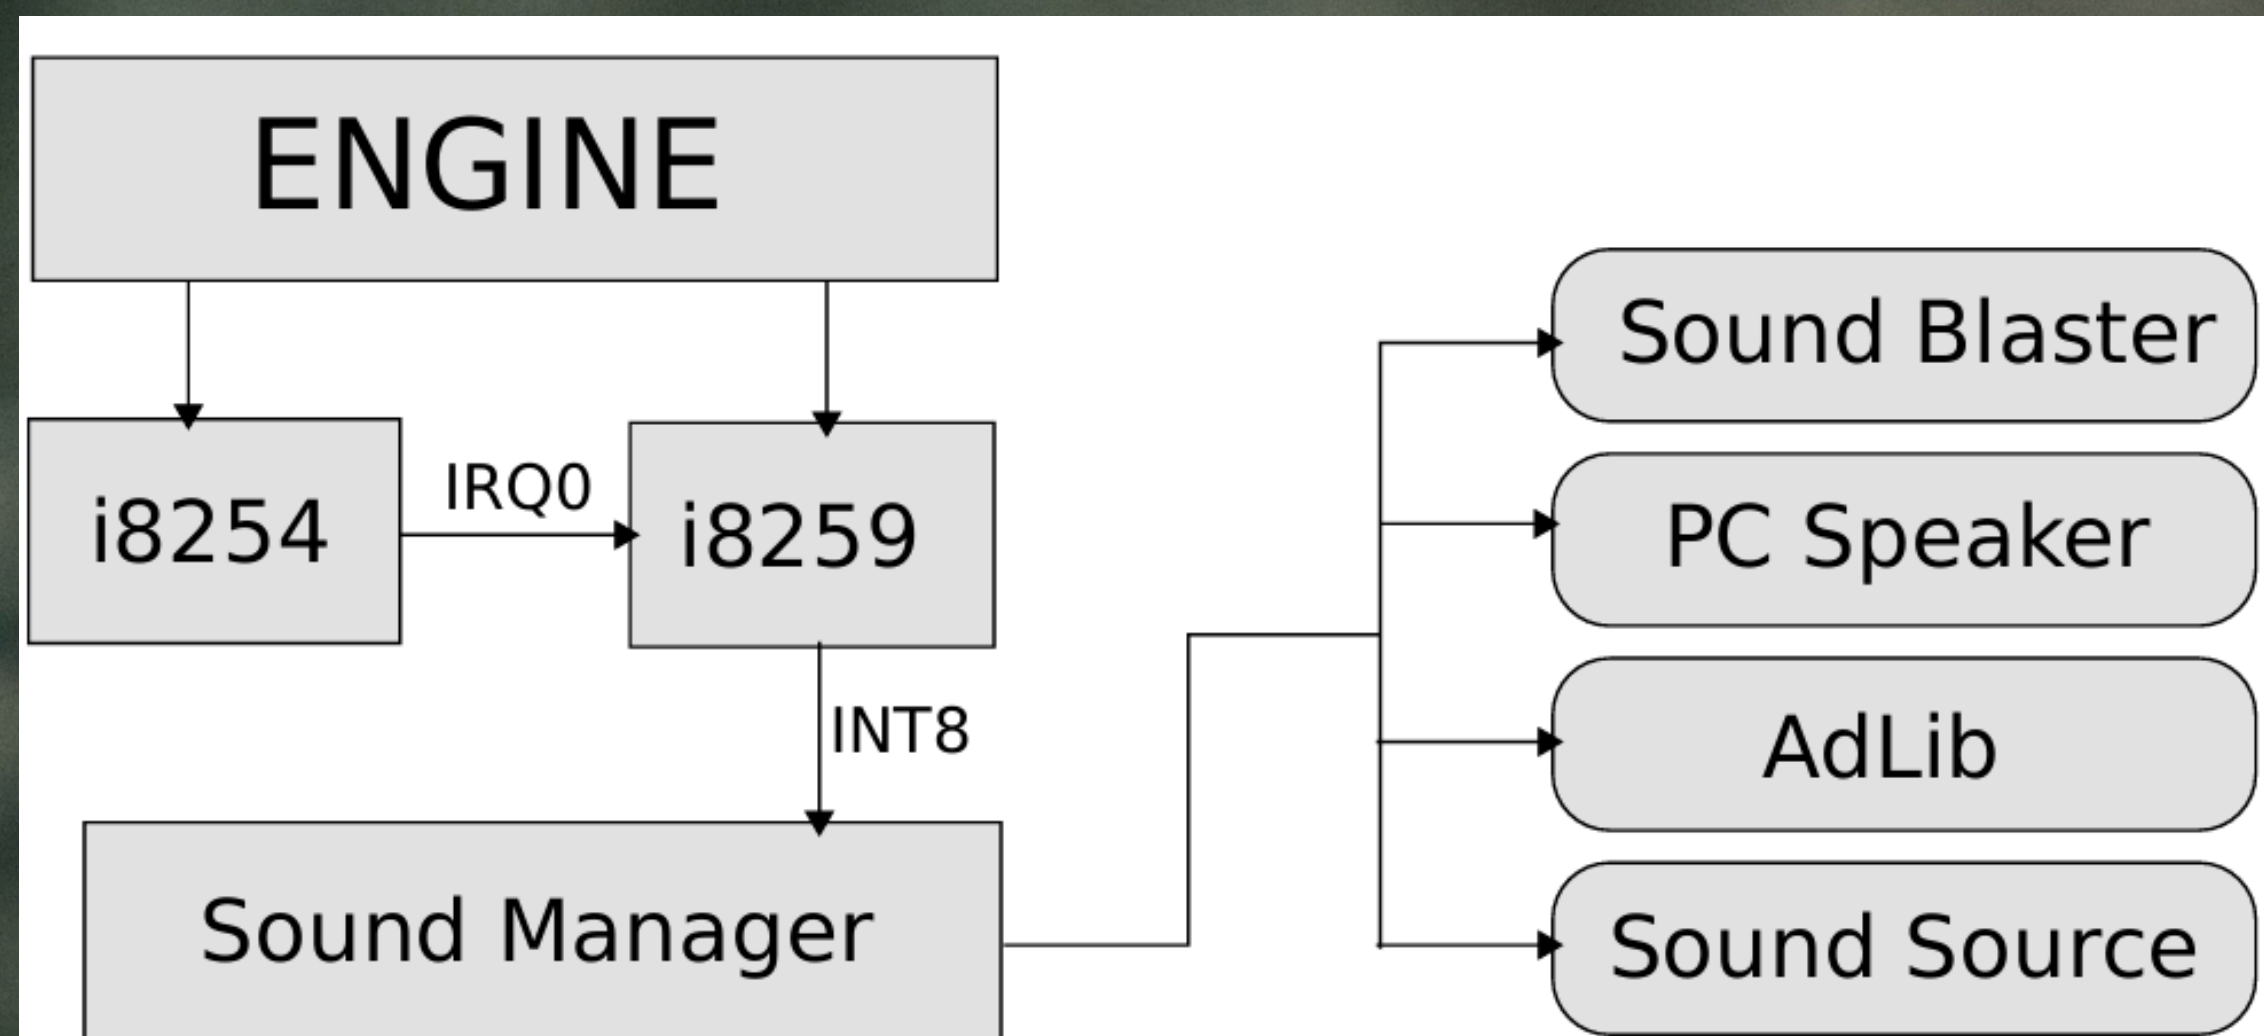 ENGINE
i8254
IRQ0
i8259
INT8
Sound Manager
Sound Blaster
PC Speaker
AdLib
Sound Source